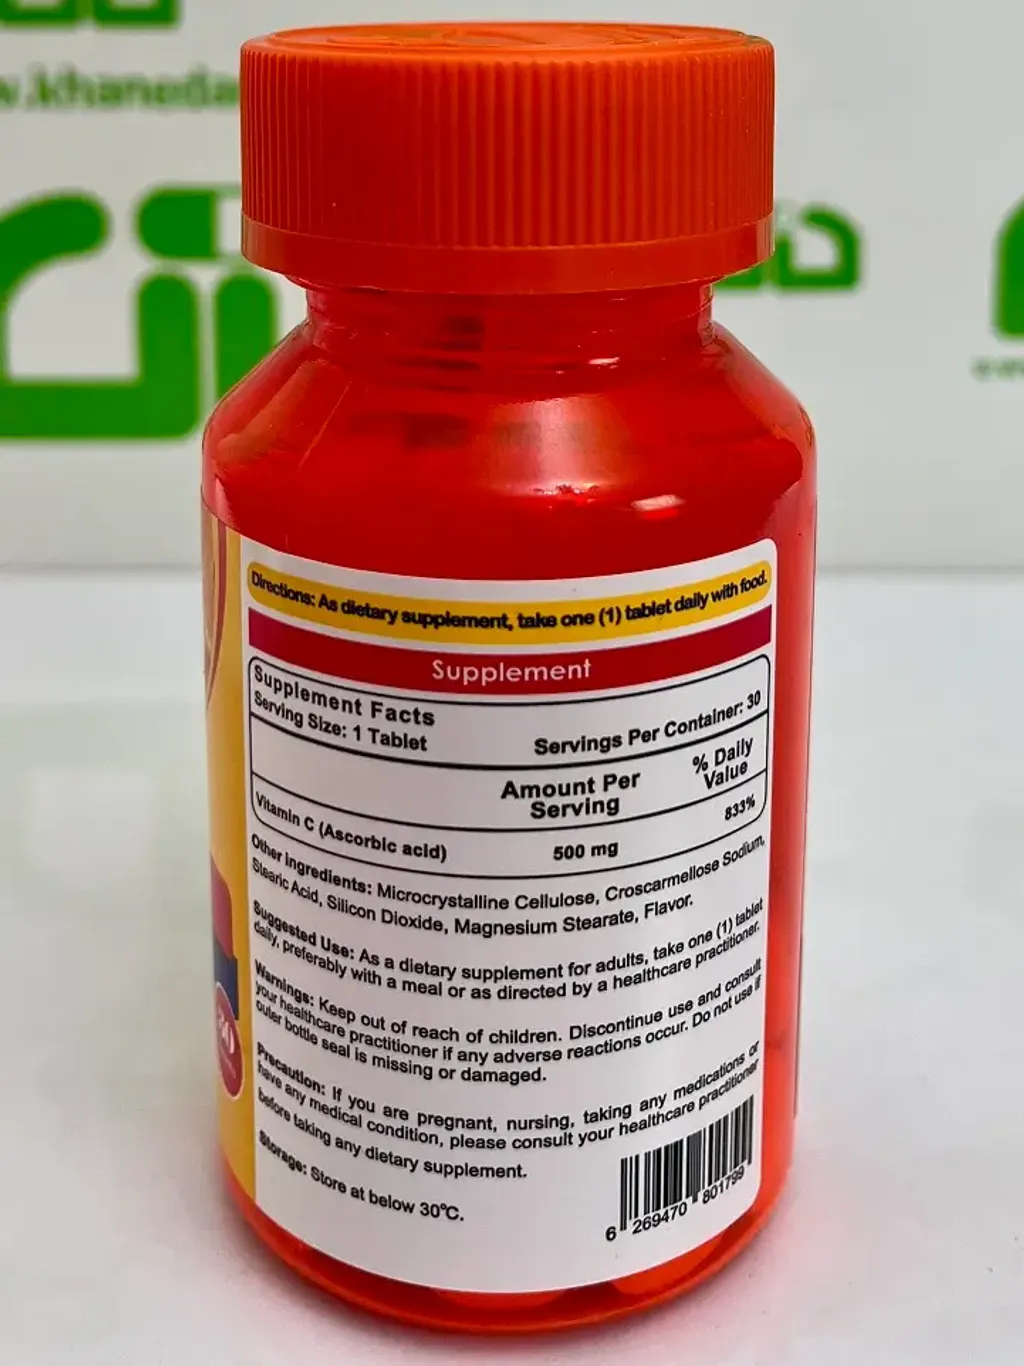 Directions: As dietary supplement, take one (1) tablet daily with food.
Supplement
Supplement Facts
Serving Size: 1 Tablet
Servings Per Container: 30
Amount Per
Serving
% Daily
Value
Vitamin C (Ascorbic acid)
500 mg
833%
Other ingredients: Microcrystalline Cellulose, Croscarmellose Sodium,
Stearic Acid, Silicon Dioxide, Magnesium Stearate, Flavor.
Suggested Use: As a dietary supplement for adults, take one (1) tablet
daily, preferably with a meal or as directed by a healthcare practitioner.
Warnings: Keep out of reach of children. Discontinue use and consult
your healthcare practitioner if any adverse reactions occur. Do not use if
outer bottle seal is missing or damaged.
Precaution: If you are pregnant, nursing, taking any medications or
have any medical condition, please consult your healthcare practitioner
before taking any dietary supplement.
Storage: Store at below 30°C.
6 269470 801799